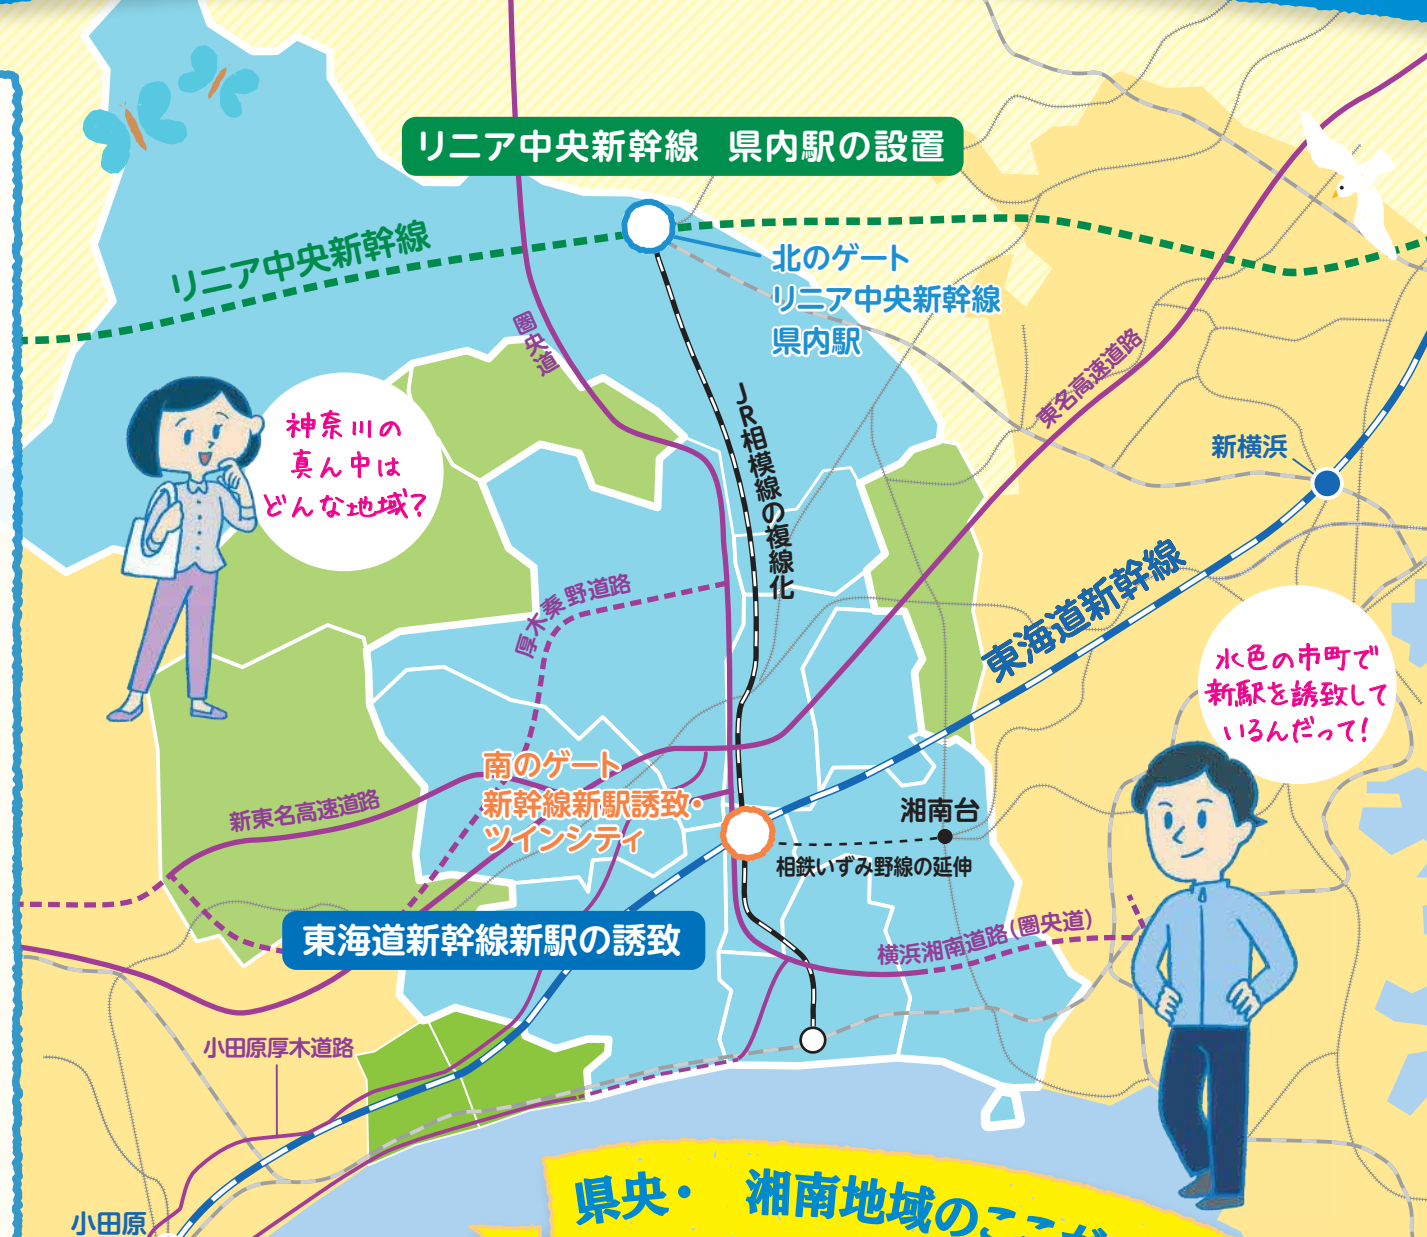 リニア中央新幹線 県内駅の設置
リニア中央新幹線
北のゲート
リニア中央新幹線
県内駅
圏央道
東名高速道路
JR相模線の複線化
新横浜
神奈川の
真ん中は
どんな地域?
厚木秦野道路
東海道新幹線
水色の市町で
新駅を誘致して
いるんだって!
南のゲート
新幹線新駅誘致・
ツインシティ
新東名高速道路
湘南台
相鉄いずみ野線の延伸
東海道新幹線新駅の誘致
横浜湘南道路(圏央道)
小田原厚木道路
小田原
県央・ 湘南地域のここが